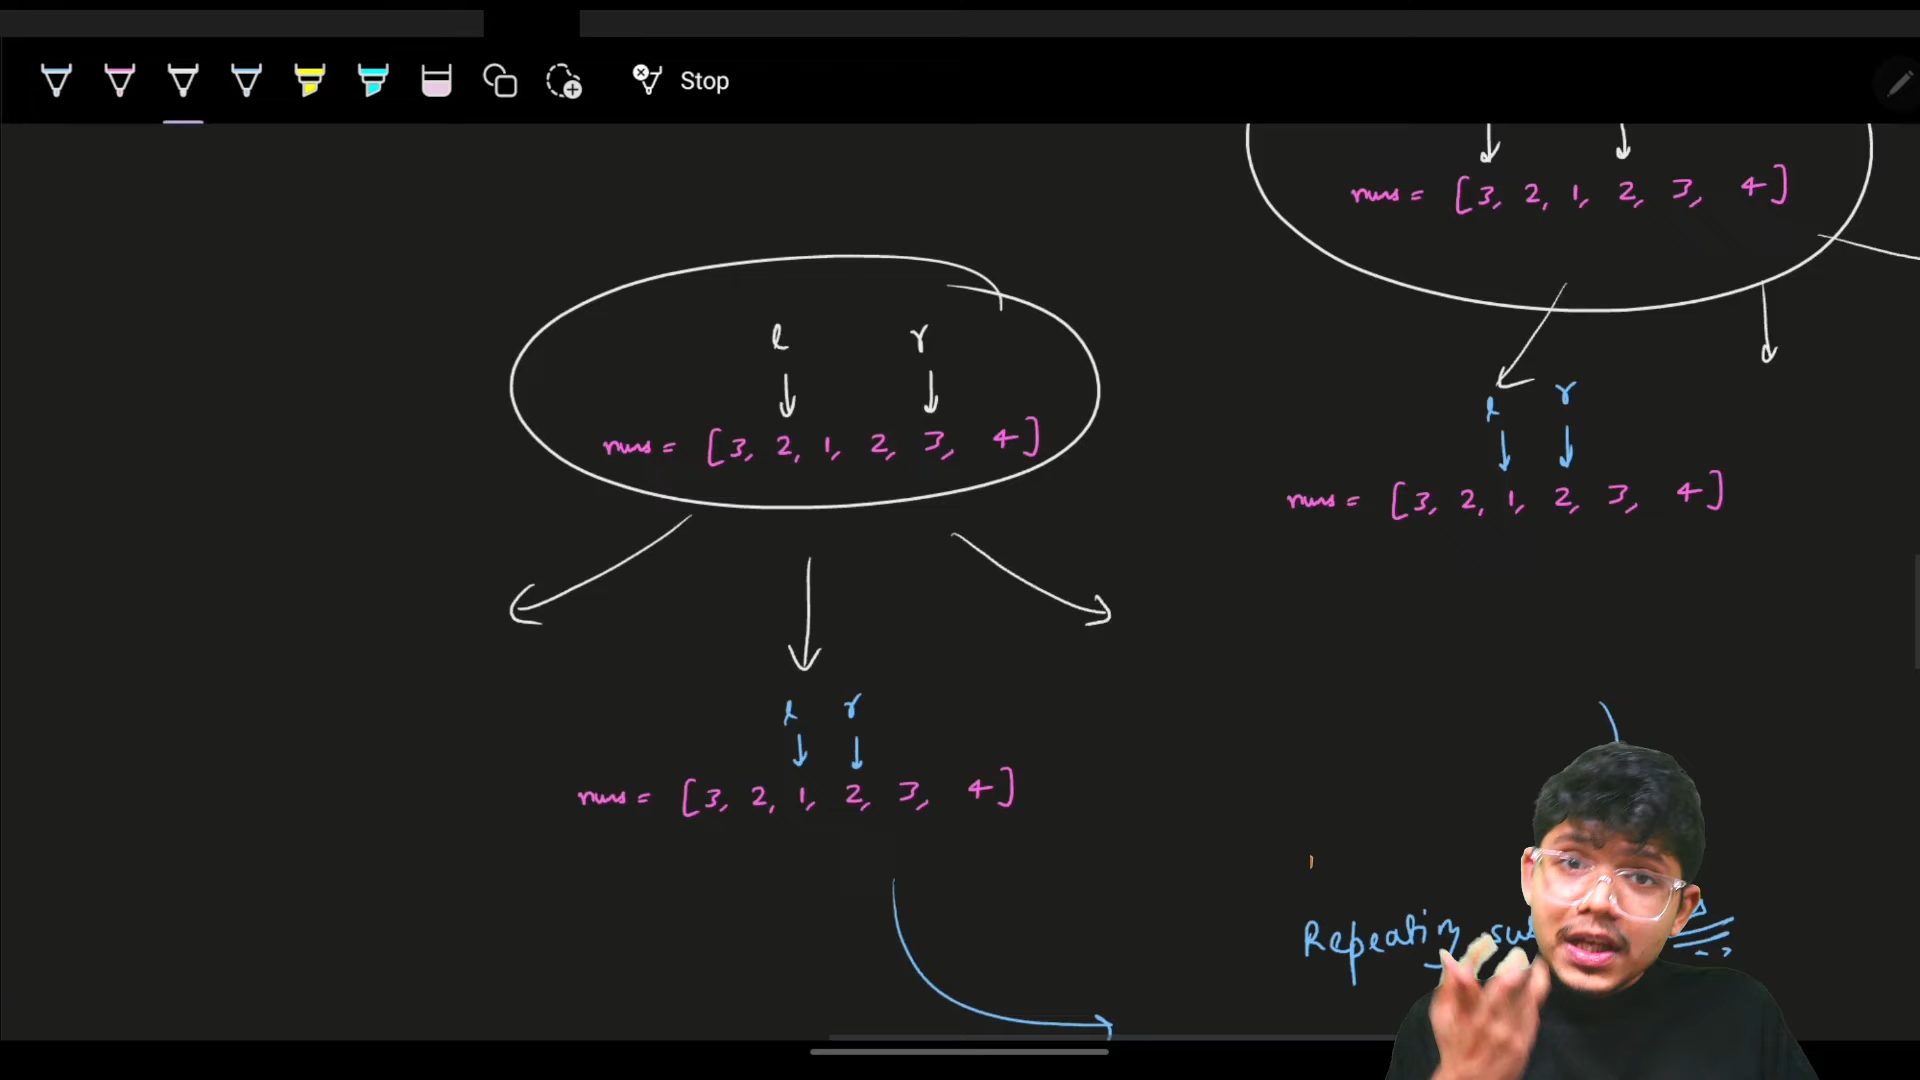 Stop
nums = [3, 2, 1, 2, 3, 4]
l r
nums = [3, 2, 1, 2, 3, 4]
l r
nums = [3, 2, 1, 2, 3, 4]
l r
nums = [3, 2, 1, 2, 3, 4]
Repeating